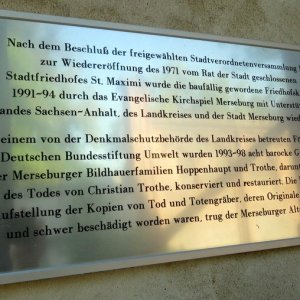 Nach dem Beschluß der freigewählten Stadtverordnetenversammlung
zur Wiedereröffnung des 1971 vom Rat der Stadt geschlossenen
Stadtfriedhofes St. Maximi wurde die baufällig gewordene Friedhofsk
1991-94 durch das Evangelische Kirchspiel Merseburg mit Unterstü
andes Sachsen-Anhalt, des Landkreises und der Stadt Merseburg wied
einem von der Denkmalschutzbehörde des Landkreises betreuten F
Deutschen Bundesstiftung Umwelt wurden 1993-98 acht barocke G
er Merseburger Bildhauerfamilien Hoppenhaupt und Trothe, darunt
des Todes von Christian Trothe, konserviert und restauriert. Die
ufstellung der Kopien von Tod und Totengräber, deren Originale
und schwer beschädigt worden waren, trug der Merseburger Alt